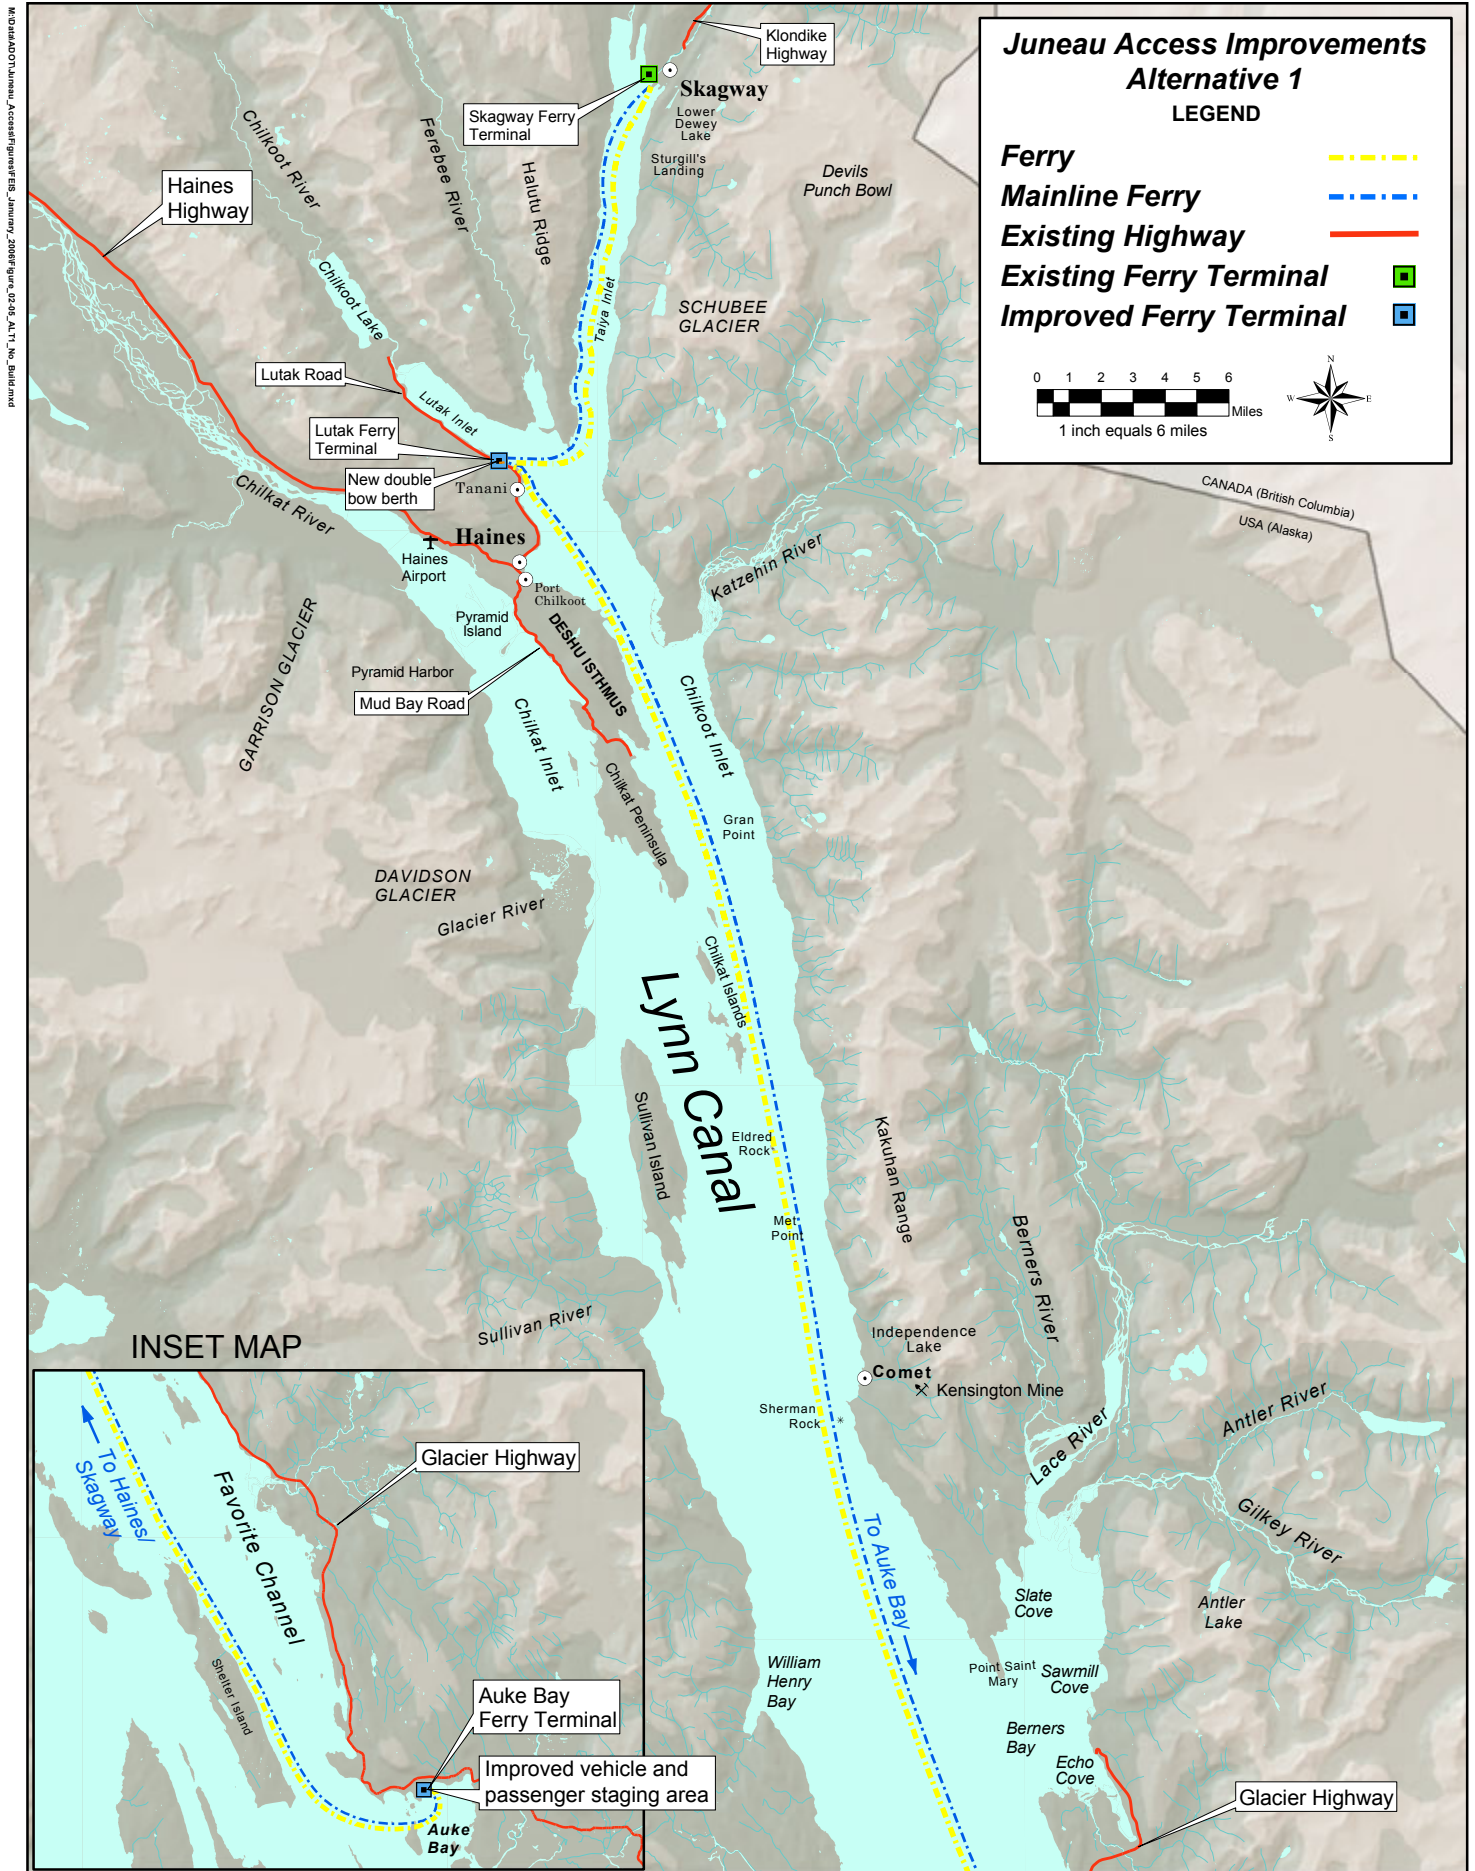 M:\Data\ADOT\Juneau_Access\Figures\FEIS_Janurary_2006\Figure_02-05_ALT1_No_Build.mxd
Juneau Access Improvements
Alternative 1
LEGEND
Ferry
Mainline Ferry
Existing Highway
Existing Ferry Terminal
Improved Ferry Terminal
0 1 2 3 4 5 6
Miles
1 inch equals 6 miles
N
W E
S
Klondike
Highway
Skagway
Skagway Ferry
Terminal
Lower
Dewey
Lake
Sturgill's
Landing
Devils
Punch Bowl
Chilkoot River
Ferebee River
Halutu Ridge
Haines
Highway
Chilkoot Lake
Taiya Inlet
SCHUBEE
GLACIER
Lutak Road
Lutak Inlet
Lutak Ferry
Terminal
New double
bow berth
Tanani
Chilkat River
Haines
Haines
Airport
Port
Chilkoot
Katzehin River
CANADA (British Columbia)
USA (Alaska)
Pyramid
Island
DESHU ISTHMUS
GARRISON GLACIER
Pyramid Harbor
Mud Bay Road
Chilkat Inlet
Chilkoot Inlet
Chilkat Peninsula
Gran
Point
DAVIDSON
GLACIER
Glacier River
Chilkat Islands
Lynn Canal
Sullivan Island
Eldred
Rock
Kakuhan Range
Met
Point
Berners River
Sullivan River
Independence
Lake
Comet
Kensington Mine
Sherman
Rock
Lace River
Antler River
Gilkey River
To Auke Bay
Slate
Cove
Antler
Lake
William
Henry
Bay
Point Saint
Mary
Sawmill
Cove
Berners
Bay
Echo
Cove
Glacier Highway
INSET MAP
To Haines/
Skagway
Favorite Channel
Glacier Highway
Shelter Island
Auke Bay
Ferry Terminal
Improved vehicle and
passenger staging area
Auke
Bay